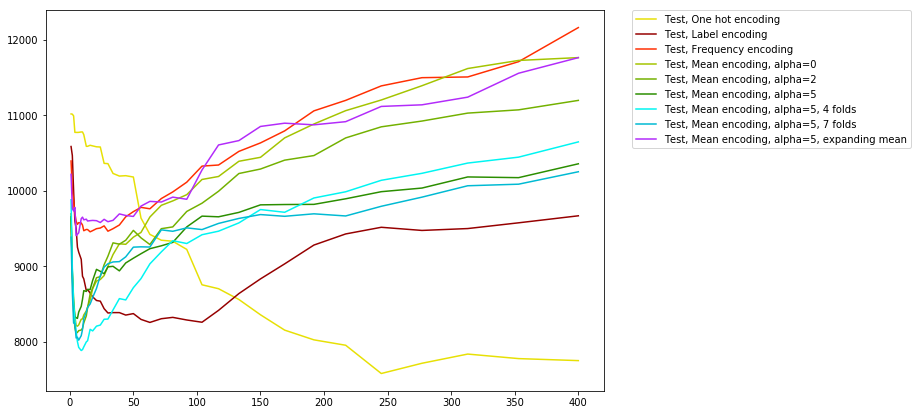 12000
11000
10000
9000
8000
0
50
100
150
200
250
300
350
400
Test, One hot encoding
Test, Label encoding
Test, Frequency encoding
Test, Mean encoding, alpha=0
Test, Mean encoding, alpha=2
Test, Mean encoding, alpha=5
Test, Mean encoding, alpha=5, 4 folds
Test, Mean encoding, alpha=5, 7 folds
Test, Mean encoding, alpha=5, expanding mean